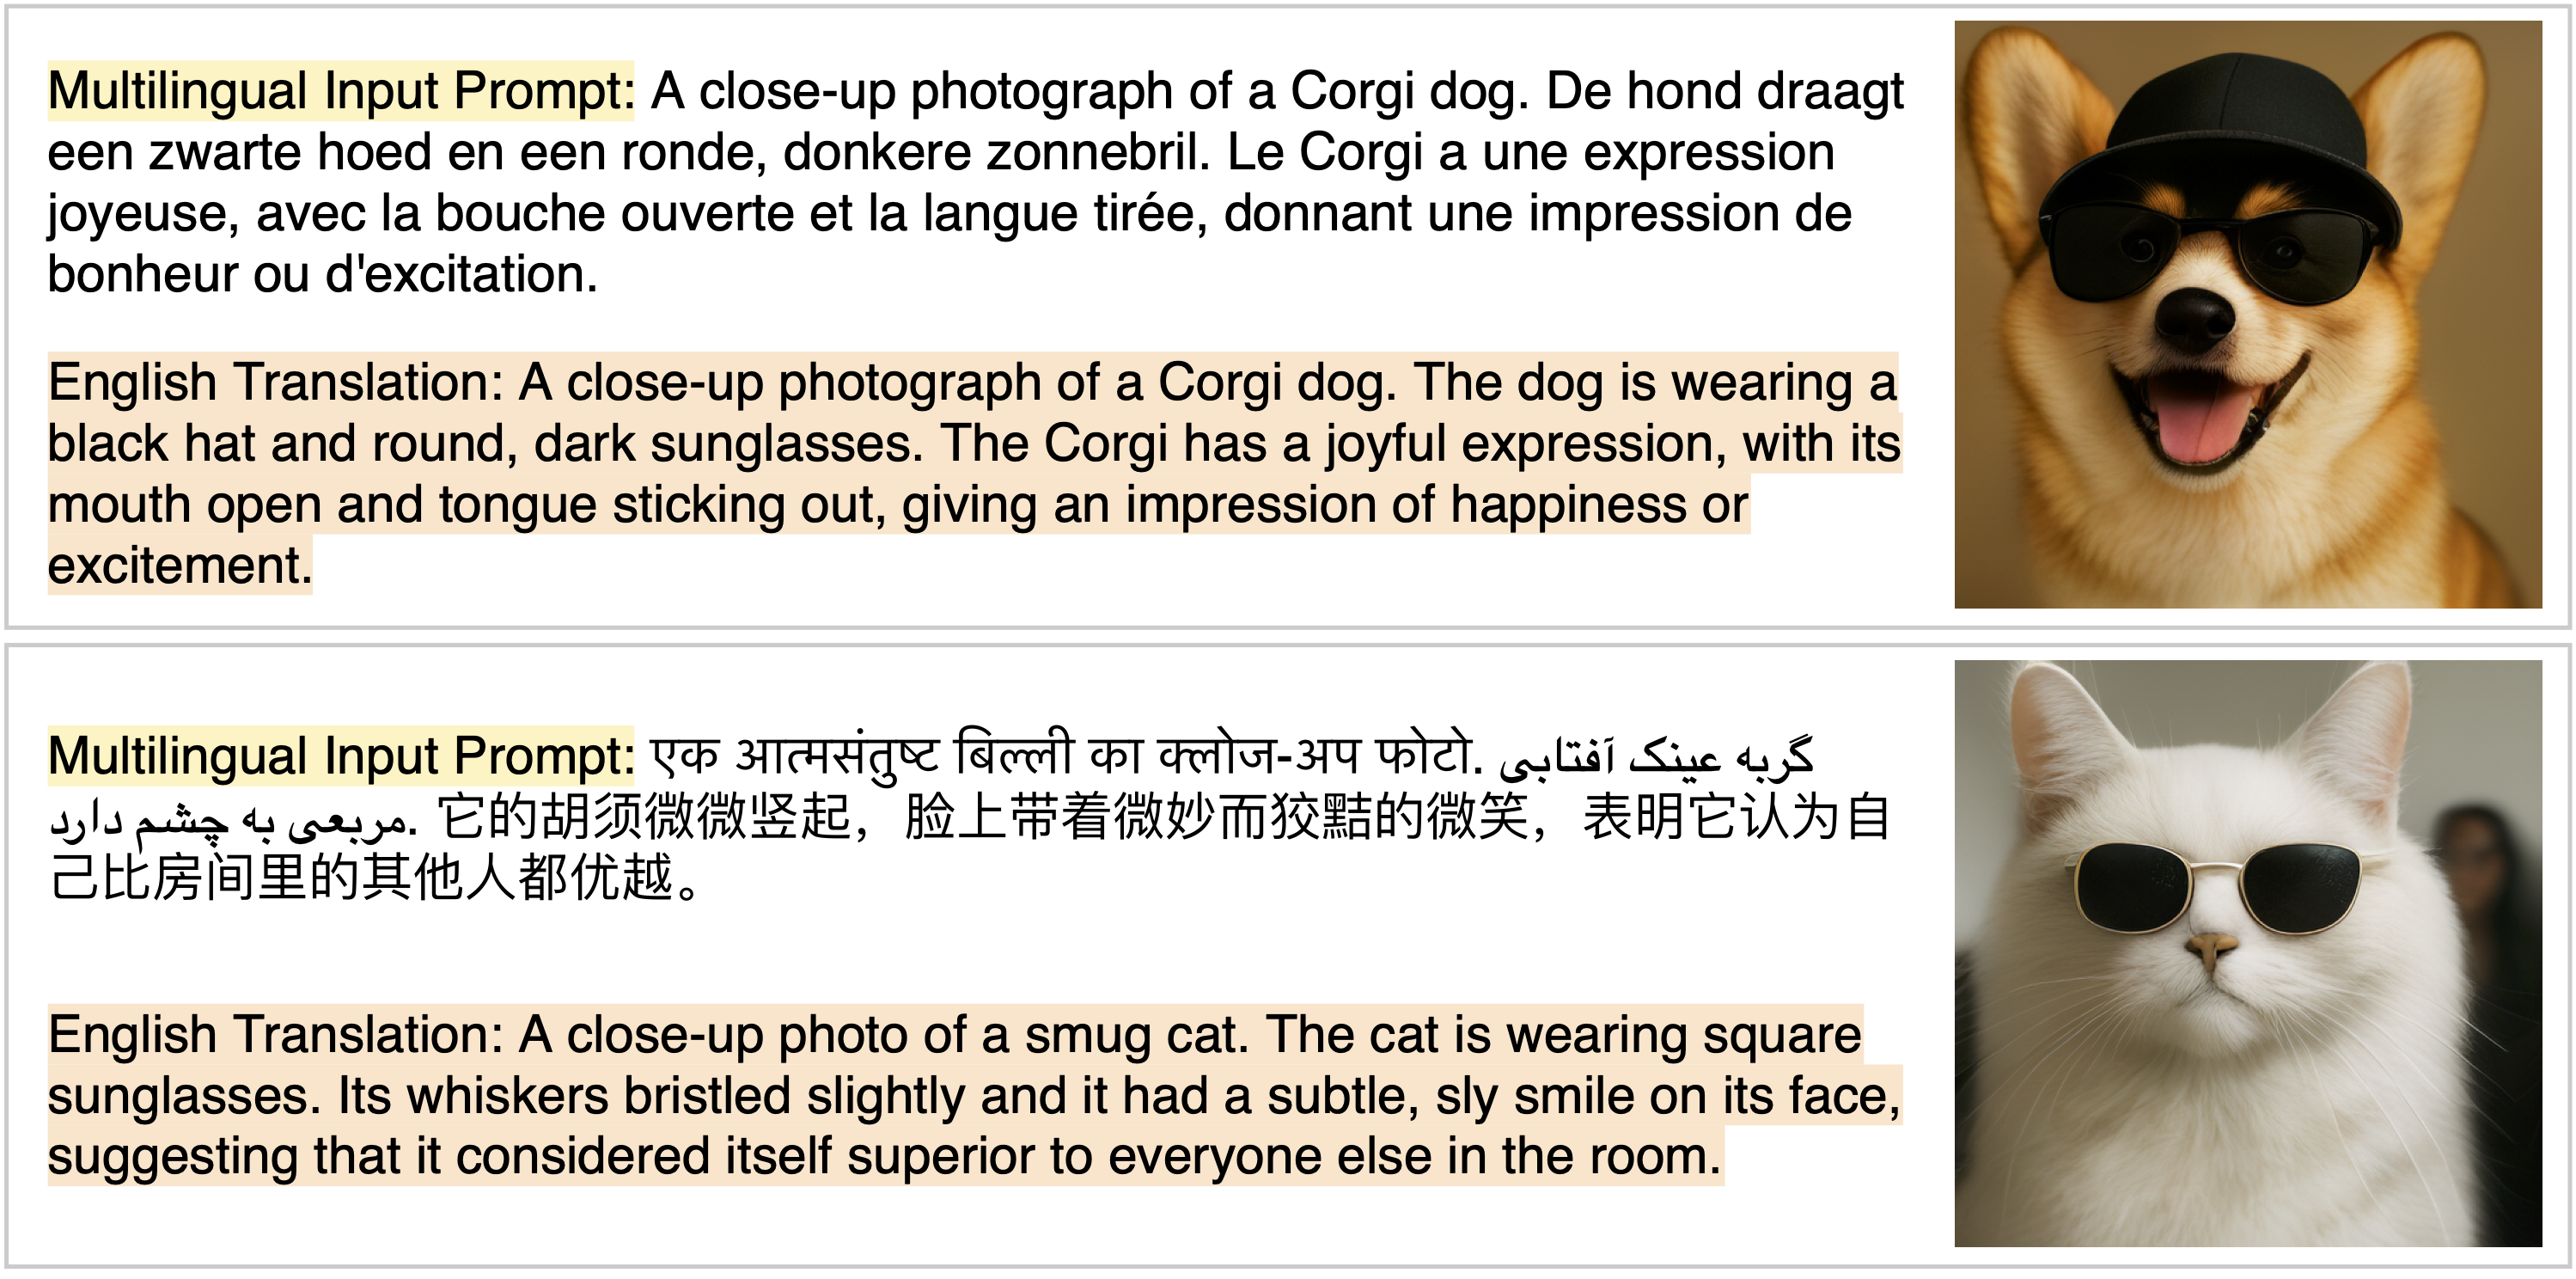 Multilingual Input Prompt: A close-up photograph of a Corgi dog. De hond draagt
een zwarte hoed en een ronde, donkere zonnebril. Le Corgi a une expression
joyeuse, avec la bouche ouverte et la langue tirée, donnant une impression de
bonheur ou d'excitation.
English Translation: A close-up photograph of a Corgi dog. The dog is wearing a
black hat and round, dark sunglasses. The Corgi has a joyful expression, with its
mouth open and tongue sticking out, giving an impression of happiness or
excitement.
Multilingual Input Prompt: एक आत्मसंतुष्ट बिल्ली का क्लोज-अप फोटो. گربه عینک آفتابی
مربعی به چشم دارد. 它的胡须微微竖起，脸上带着微妙而狡黠的微笑，表明它认为自
己比房间里的其他人都优越。
English Translation: A close-up photo of a smug cat. The cat is wearing square
sunglasses. Its whiskers bristled slightly and it had a subtle, sly smile on its face,
suggesting that it considered itself superior to everyone else in the room.